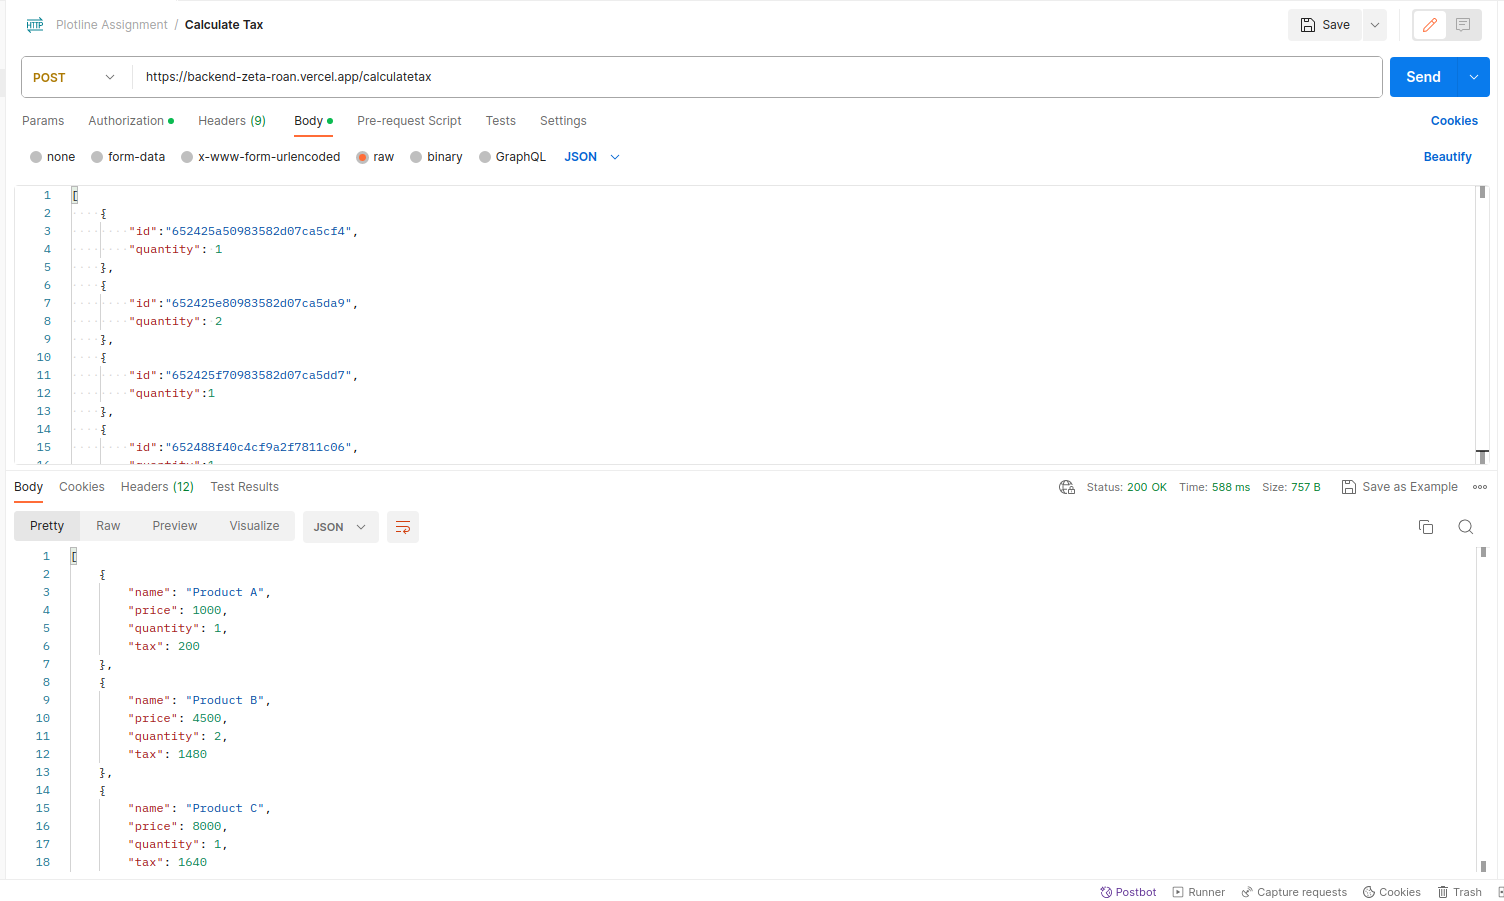 HTTP Plotline Assignment / Calculate Tax Save
POST https://backend-zeta-roan.vercel.app/calculatetax Send
Params Authorization Headers (9) Body Pre-request Script Tests Settings Cookies
none form-data x-www-form-urlencoded raw binary GraphQL JSON Beautify
1 [
2 {
3 "id":"652425a50983582d07ca5cf4",
4 "quantity": 1
5 },
6 {
7 "id":"652425e80983582d07ca5da9",
8 "quantity": 2
9 },
10 {
11 "id":"652425f70983582d07ca5dd7",
12 "quantity":1
13 },
14 {
15 "id":"652488f40c4cf9a2f7811c06",
Body Cookies Headers (12) Test Results Status: 200 OK Time: 588 ms Size: 757 B Save as Example
Pretty Raw Preview Visualize JSON
1 [
2 {
3 "name": "Product A",
4 "price": 1000,
5 "quantity": 1,
6 "tax": 200
7 },
8 {
9 "name": "Product B",
10 "price": 4500,
11 "quantity": 2,
12 "tax": 1480
13 },
14 {
15 "name": "Product C",
16 "price": 8000,
17 "quantity": 1,
18 "tax": 1640
Postbot Runner Capture requests Cookies Trash